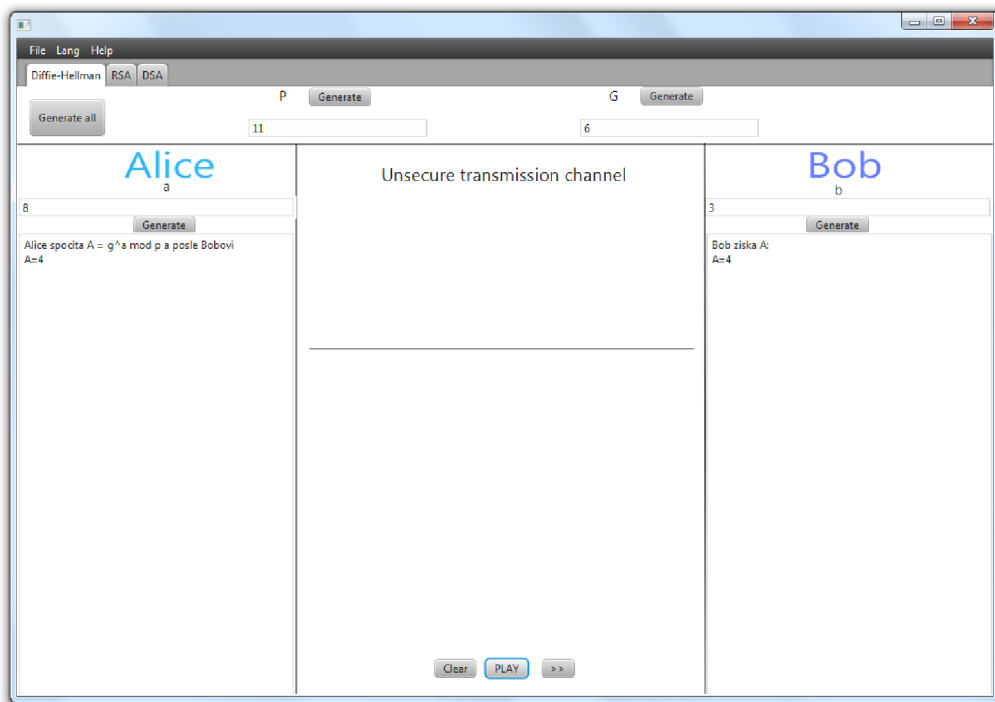 File Lang Help
Diffie-Hellman RSA DSA
Generate all
P Generate
11
G Generate
6
Alice
a
8
Generate
Alice spocita A = g^a mod p a posle Bobovi
A=4
Unsecure transmission channel
Clear PLAY >>
Bob
b
3
Generate
Bob ziska A:
A=4